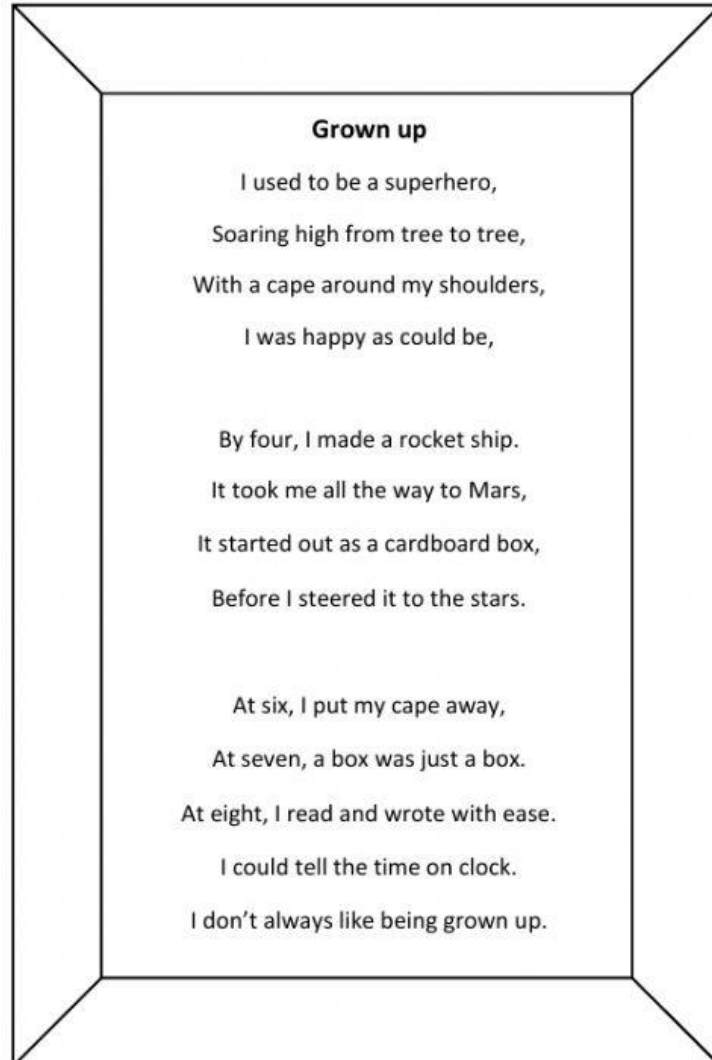 Grown up
I used to be a superhero,
Soaring high from tree to tree,
With a cape around my shoulders,
I was happy as could be,
By four, I made a rocket ship.
It took me all the way to Mars,
It started out as a cardboard box,
Before I steered it to the stars.
At six, I put my cape away,
At seven, a box was just a box.
At eight, I read and wrote with ease.
I could tell the time on clock.
I don’t always like being grown up.